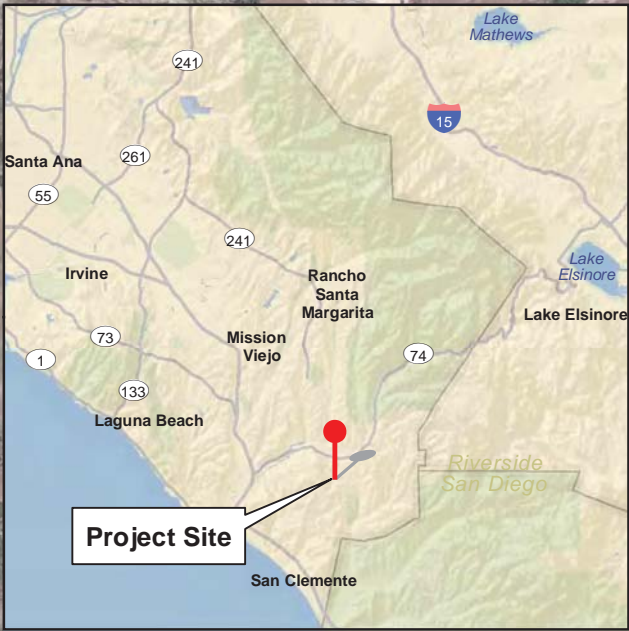 Lake
Mathews
241
15
Santa Ana
261
55
241
Irvine
Rancho
Santa
Margarita
Lake
Elsinore
Lake Elsinore
73
Mission
Viejo
1
74
133
Laguna Beach
Riverside
San Diego
Project Site
San Clemente